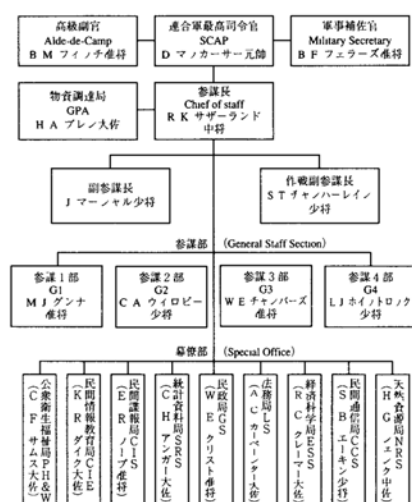 高級副官
Aide-de-Camp
B M フィッチ准将
連合軍最高司令官
SCAP
D マッカーサー元帥
軍事補佐官
Military Secretary
B F フェラーズ准将
物資調達局
GPA
H A ブレン大佐
参謀長
Chief of staff
R K サザーランド
中将
副参謀長
J マーシャル少将
作戦副参謀長
S T チャンバーレイン
少将
参謀部 (General Staff Section)
参謀1部
G1
M J グンナ
准将
参謀2部
G2
C A ウィロビー
少将
参謀3部
G3
W E チャンバーズ
准将
参謀4部
G4
L J ホイットロック
少将
幕僚部 (Special Office)
公衆衛生福祉局PH&W
(C F サムス大佐)
民間情報教育局CIE
(K R ダイク大佐)
民間諜報局CIS
(E R ソープ准将)
統計資料局SRS
(C H アンガー大佐)
民政局GS
(W E クリスト准将)
法務局LS
(A C カーペンター大佐)
経済科学局ESS
(R C クレーマー大佐)
民間通信局CCS
(S B エーキン少将)
天然資源局NRS
(H G シェンク中佐)